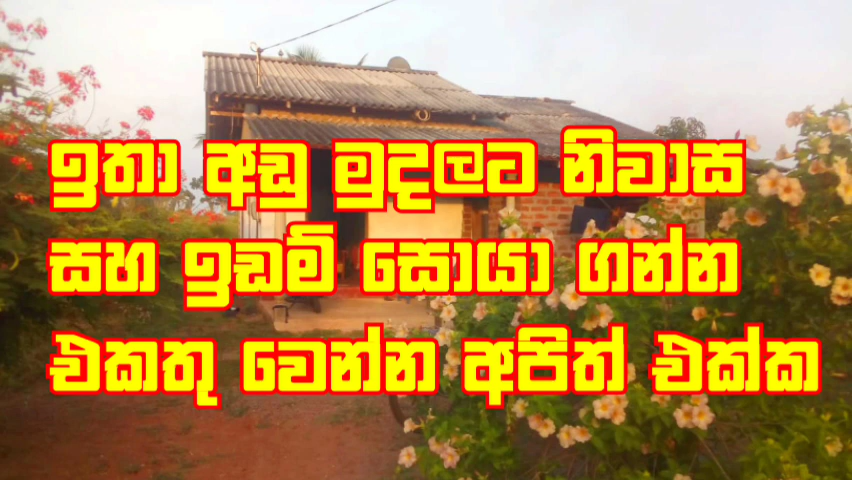 ඉතා අඩු මුදලට නිවාස
සහ ඉඩම් සොයා ගන්න
එකතු වෙන්න අපිත් එක්ක